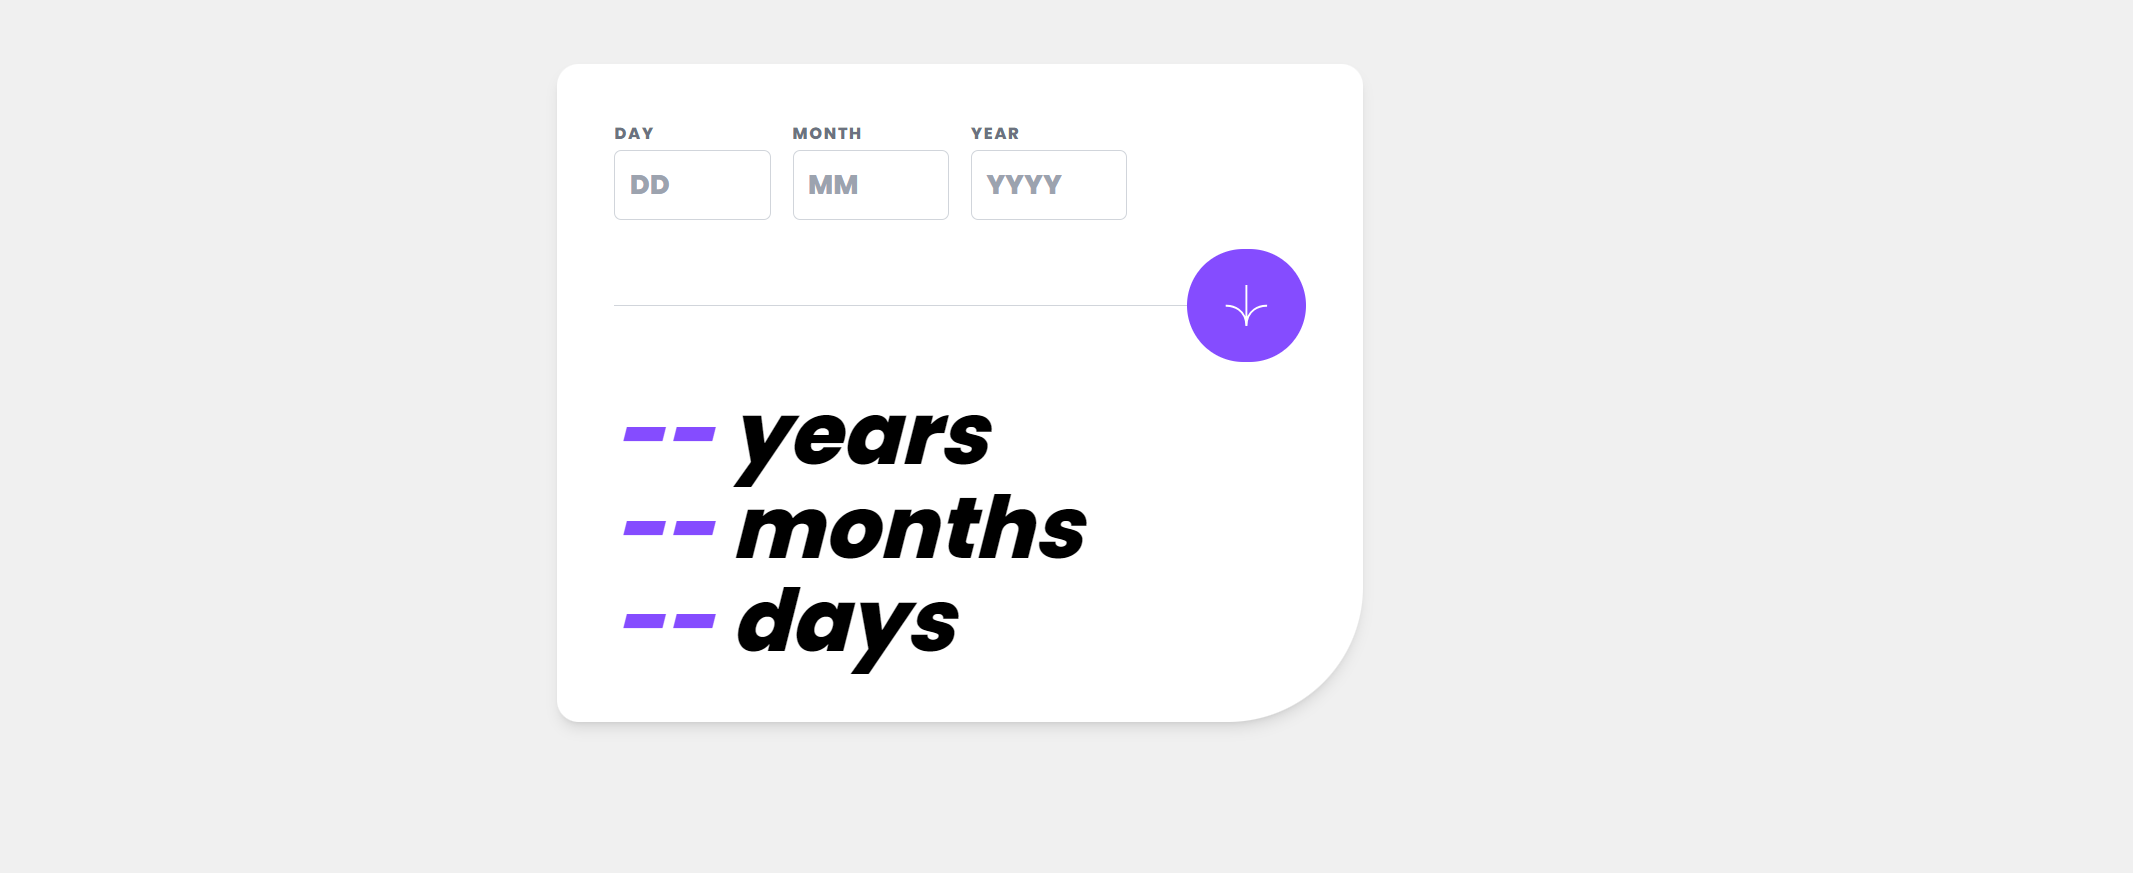 DAY MONTH YEAR
DD MM YYYY
-- years
-- months
-- days